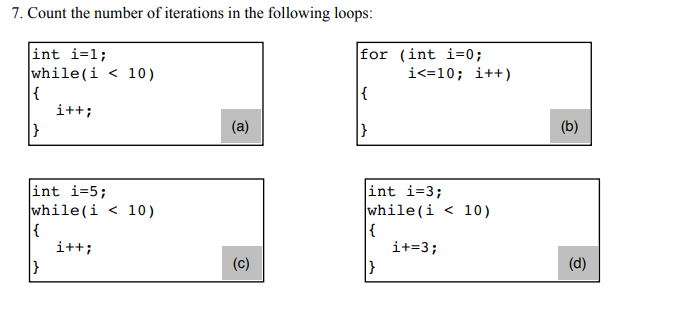 7. Count the number of iterations in the following loops:
int i=1;
while(i < 10)
{
i++;
}
(a)
for (int i=0;
i<=10; i++)
{
}
(b)
int i=5;
while(i < 10)
{
i++;
}
(c)
int i=3;
while(i < 10)
{
i+=3;
}
(d)